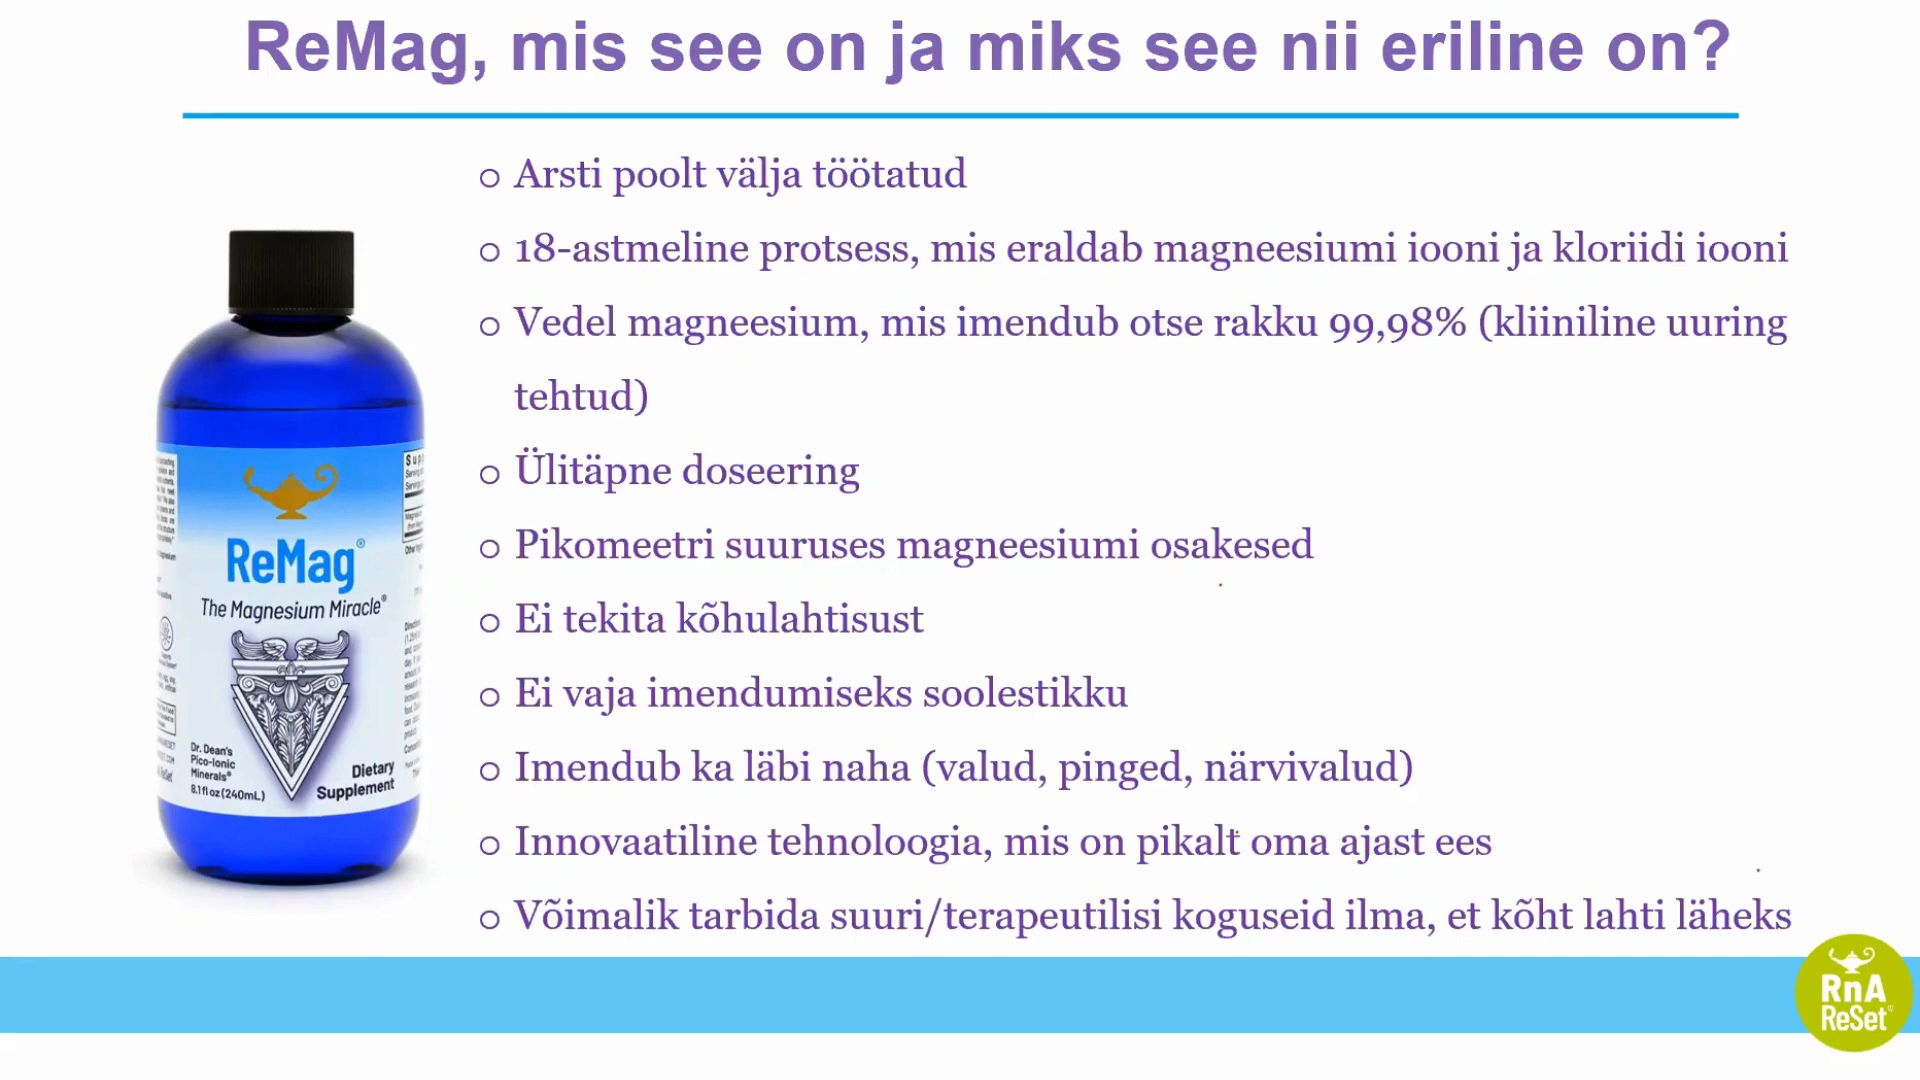 ReMag, mis see on ja miks see nii eriline on?
○ Arsti poolt välja töötatud
○ 18-astmeline protsess, mis eraldab magneesiumi iooni ja kloriidi iooni
○ Vedel magneesium, mis imendub otse rakku 99,98% (kliiniline uuring
tehtud)
○ Ülitäpne doseering
○ Pikomeetri suuruses magneesiumi osakesed
○ Ei tekita kõhulahtisust
○ Ei vaja imendumiseks soolestikku
○ Imendub ka läbi naha (valud, pinged, närvivalud)
○ Innovaatiline tehnoloogia, mis on pikalt oma ajast ees
○ Võimalik tarbida suuri/terapeutilisi koguseid ilma, et kõht lahti läheks
ReMag®
The Magnesium Miracle®
Dr. Dean's
Pico-Ionic
Minerals®
8.1 fl oz (240mL)
Dietary
Supplement
RnA
ReSet